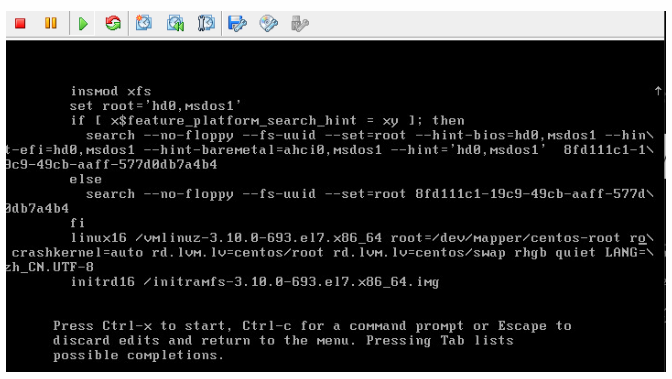 insmod xfs
set root='hd0,msdos1'
if [ x$feature_platform_search_hint = xy ]; then
search --no-floppy --fs-uuid --set=root --hint-bios=hd0,msdos1 --hin\
t-efi=hd0,msdos1 --hint-baremetal=ahci0,msdos1 --hint='hd0,msdos1' 8fd111c1-1\
9c9-49cb-aaff-577d0db7a4b4
else
search --no-floppy --fs-uuid --set=root 8fd111c1-19c9-49cb-aaff-577d\
0db7a4b4
fi
linux16 /vmlinuz-3.10.0-693.el7.x86_64 root=/dev/mapper/centos-root ro\
crashkernel=auto rd.lvm.lv=centos/root rd.lvm.lv=centos/swap rhgb quiet LANG=\
zh_CN.UTF-8
initrd16 /initramfs-3.10.0-693.el7.x86_64.img
Press Ctrl-x to start, Ctrl-c for a command prompt or Escape to
discard edits and return to the menu. Pressing Tab lists
possible completions.